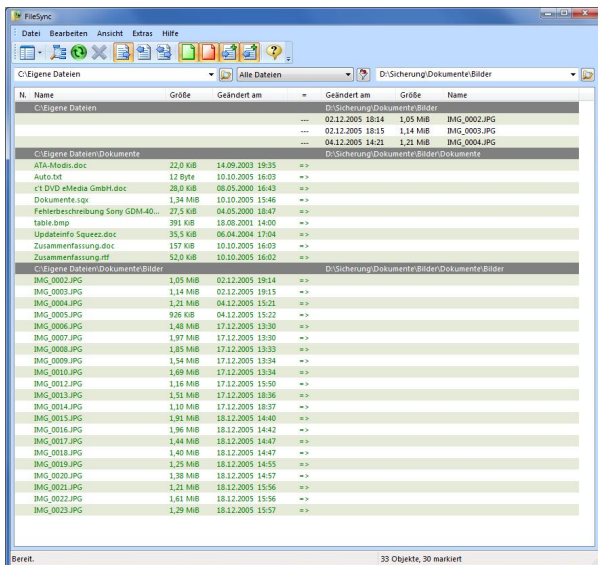 FileSync
Datei Bearbeiten Ansicht Extras Hilfe
C:\Eigene Dateien Alle Dateien D:\Sicherung\Dokumente\Bilder
N. Name Größe Geändert am = Geändert am Größe Name
C:\Eigene Dateien D:\Sicherung\Dokumente\Bilder
--- 02.12.2005 18:14 1,05 MiB IMG_0002.JPG
--- 02.12.2005 18:15 1,14 MiB IMG_0003.JPG
--- 04.12.2005 14:21 1,21 MiB IMG_0004.JPG
C:\Eigene Dateien\Dokumente D:\Sicherung\Dokumente\Bilder\Dokumente
ATA-Modis.doc 22,0 KiB 14.09.2003 19:35 =>
Auto.txt 12 Byte 10.10.2005 16:03 =>
c't DVD eMedia GmbH.doc 28,0 KiB 08.05.2000 16:43 =>
Dokumente.sqx 1,34 MiB 10.10.2005 15:46 =>
Fehlerbeschreibung Sony GDM-40... 27,5 KiB 04.05.2000 18:47 =>
table.bmp 391 KiB 18.08.2001 14:00 =>
Updateinfo Squeez.doc 35,5 KiB 06.04.2004 17:04 =>
Zusammenfassung.doc 157 KiB 10.10.2005 16:03 =>
Zusammenfassung.rtf 52,0 KiB 10.10.2005 16:02 =>
C:\Eigene Dateien\Dokumente\Bilder D:\Sicherung\Dokumente\Bilder\Dokumente\Bilder
IMG_0002.JPG 1,05 MiB 02.12.2005 19:14 =>
IMG_0003.JPG 1,14 MiB 02.12.2005 19:15 =>
IMG_0004.JPG 1,21 MiB 04.12.2005 15:21 =>
IMG_0005.JPG 926 KiB 04.12.2005 15:22 =>
IMG_0006.JPG 1,48 MiB 17.12.2005 13:30 =>
IMG_0007.JPG 1,97 MiB 17.12.2005 13:30 =>
IMG_0008.JPG 1,85 MiB 17.12.2005 13:33 =>
IMG_0009.JPG 1,54 MiB 17.12.2005 13:34 =>
IMG_0010.JPG 1,69 MiB 17.12.2005 13:34 =>
IMG_0012.JPG 1,16 MiB 17.12.2005 15:50 =>
IMG_0013.JPG 1,51 MiB 17.12.2005 18:36 =>
IMG_0014.JPG 1,10 MiB 17.12.2005 18:37 =>
IMG_0015.JPG 1,91 MiB 18.12.2005 14:40 =>
IMG_0016.JPG 1,96 MiB 18.12.2005 14:42 =>
IMG_0017.JPG 1,44 MiB 18.12.2005 14:47 =>
IMG_0018.JPG 1,40 MiB 18.12.2005 14:47 =>
IMG_0019.JPG 1,25 MiB 18.12.2005 14:55 =>
IMG_0020.JPG 1,38 MiB 18.12.2005 14:57 =>
IMG_0021.JPG 1,21 MiB 18.12.2005 15:56 =>
IMG_0022.JPG 1,61 MiB 18.12.2005 15:56 =>
IMG_0023.JPG 1,29 MiB 18.12.2005 15:57 =>
Bereit. 33 Objekte, 30 markiert